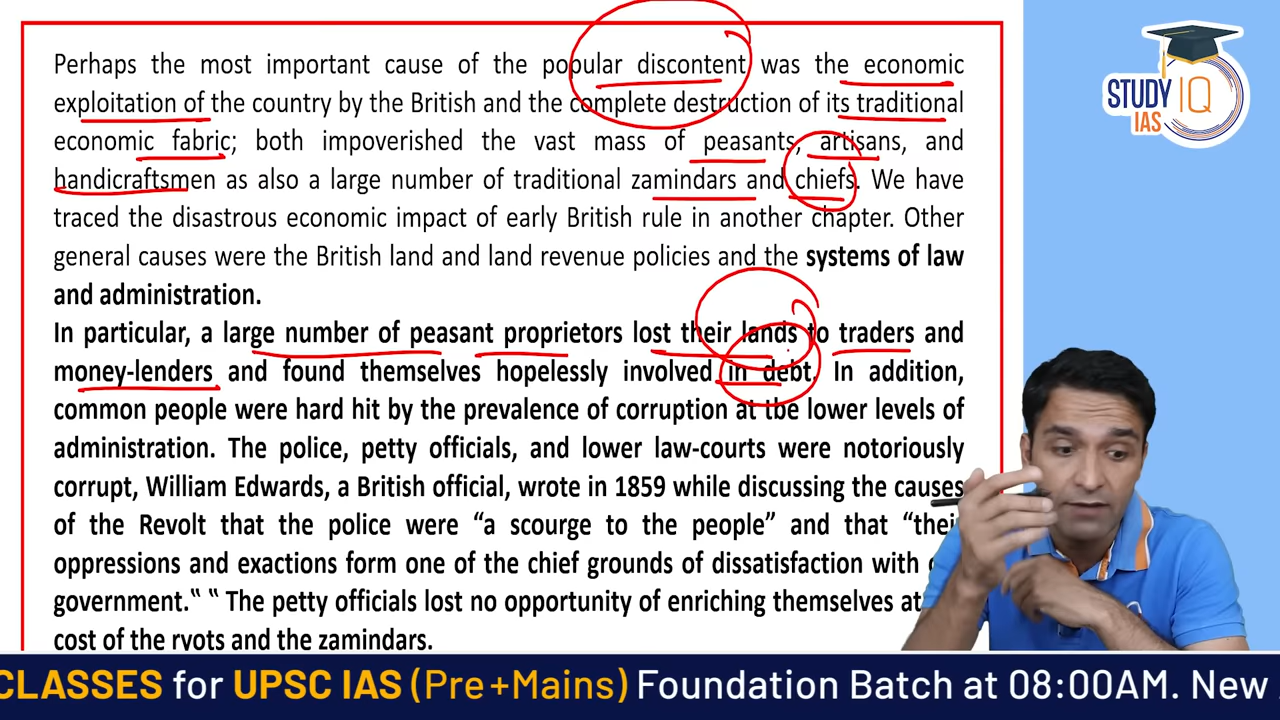 Perhaps the most important cause of the popular discontent was the economic
exploitation of the country by the British and the complete destruction of its traditional
economic fabric; both impoverished the vast mass of peasants, artisans, and
handicraftsmen as also a large number of traditional zamindars and chiefs. We have
traced the disastrous economic impact of early British rule in another chapter. Other
general causes were the British land and land revenue policies and the systems of law
and administration.
In particular, a large number of peasant proprietors lost their lands to traders and
money-lenders and found themselves hopelessly involved in debt. In addition,
common people were hard hit by the prevalence of corruption at tbe lower levels of
administration. The police, petty officials, and lower law-courts were notoriously
corrupt, William Edwards, a British official, wrote in 1859 while discussing the causes
of the Revolt that the police were “a scourge to the people” and that “their
oppressions and exactions form one of the chief grounds of dissatisfaction with
government.‟ ‟ The petty officials lost no opportunity of enriching themselves at
cost of the ryots and the zamindars.
STUDY IQ
IAS
CLASSES for UPSC IAS (Pre+Mains) Foundation Batch at 08:00AM. New